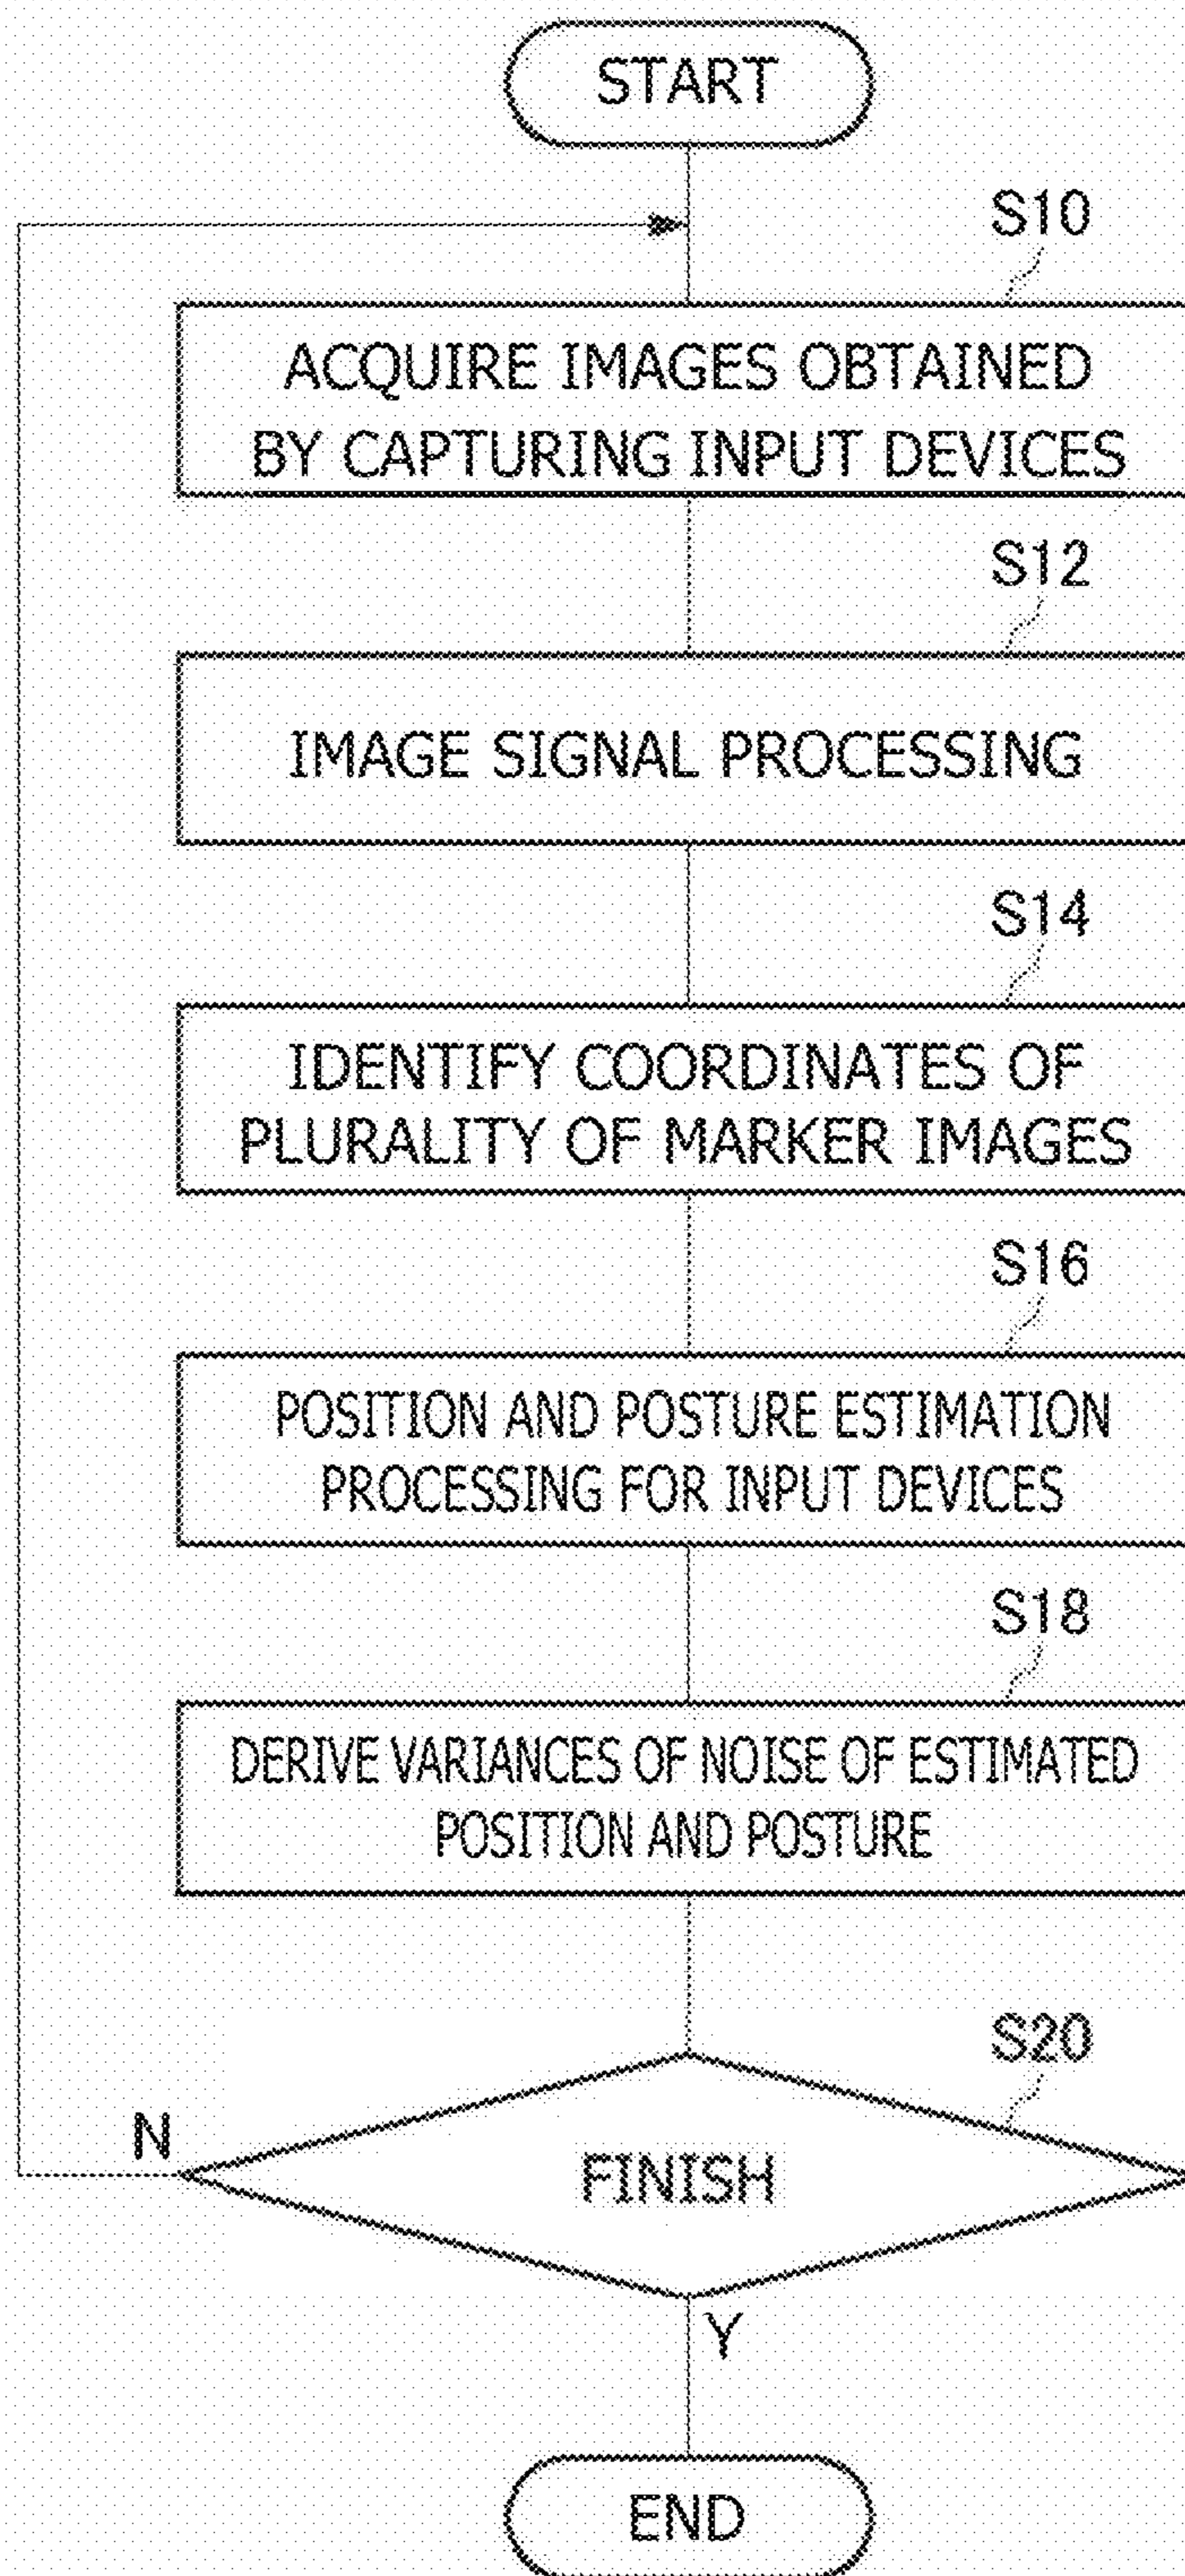 START
S10
ACQUIRE IMAGES OBTAINED
BY CAPTURING INPUT DEVICES
S12
IMAGE SIGNAL PROCESSING
S14
IDENTIFY COORDINATES OF
PLURALITY OF MARKER IMAGES
S16
POSITION AND POSTURE ESTIMATION
PROCESSING FOR INPUT DEVICES
S18
DERIVE VARIANCES OF NOISE OF ESTIMATED
POSITION AND POSTURE
S20
N
FINISH
Y
END